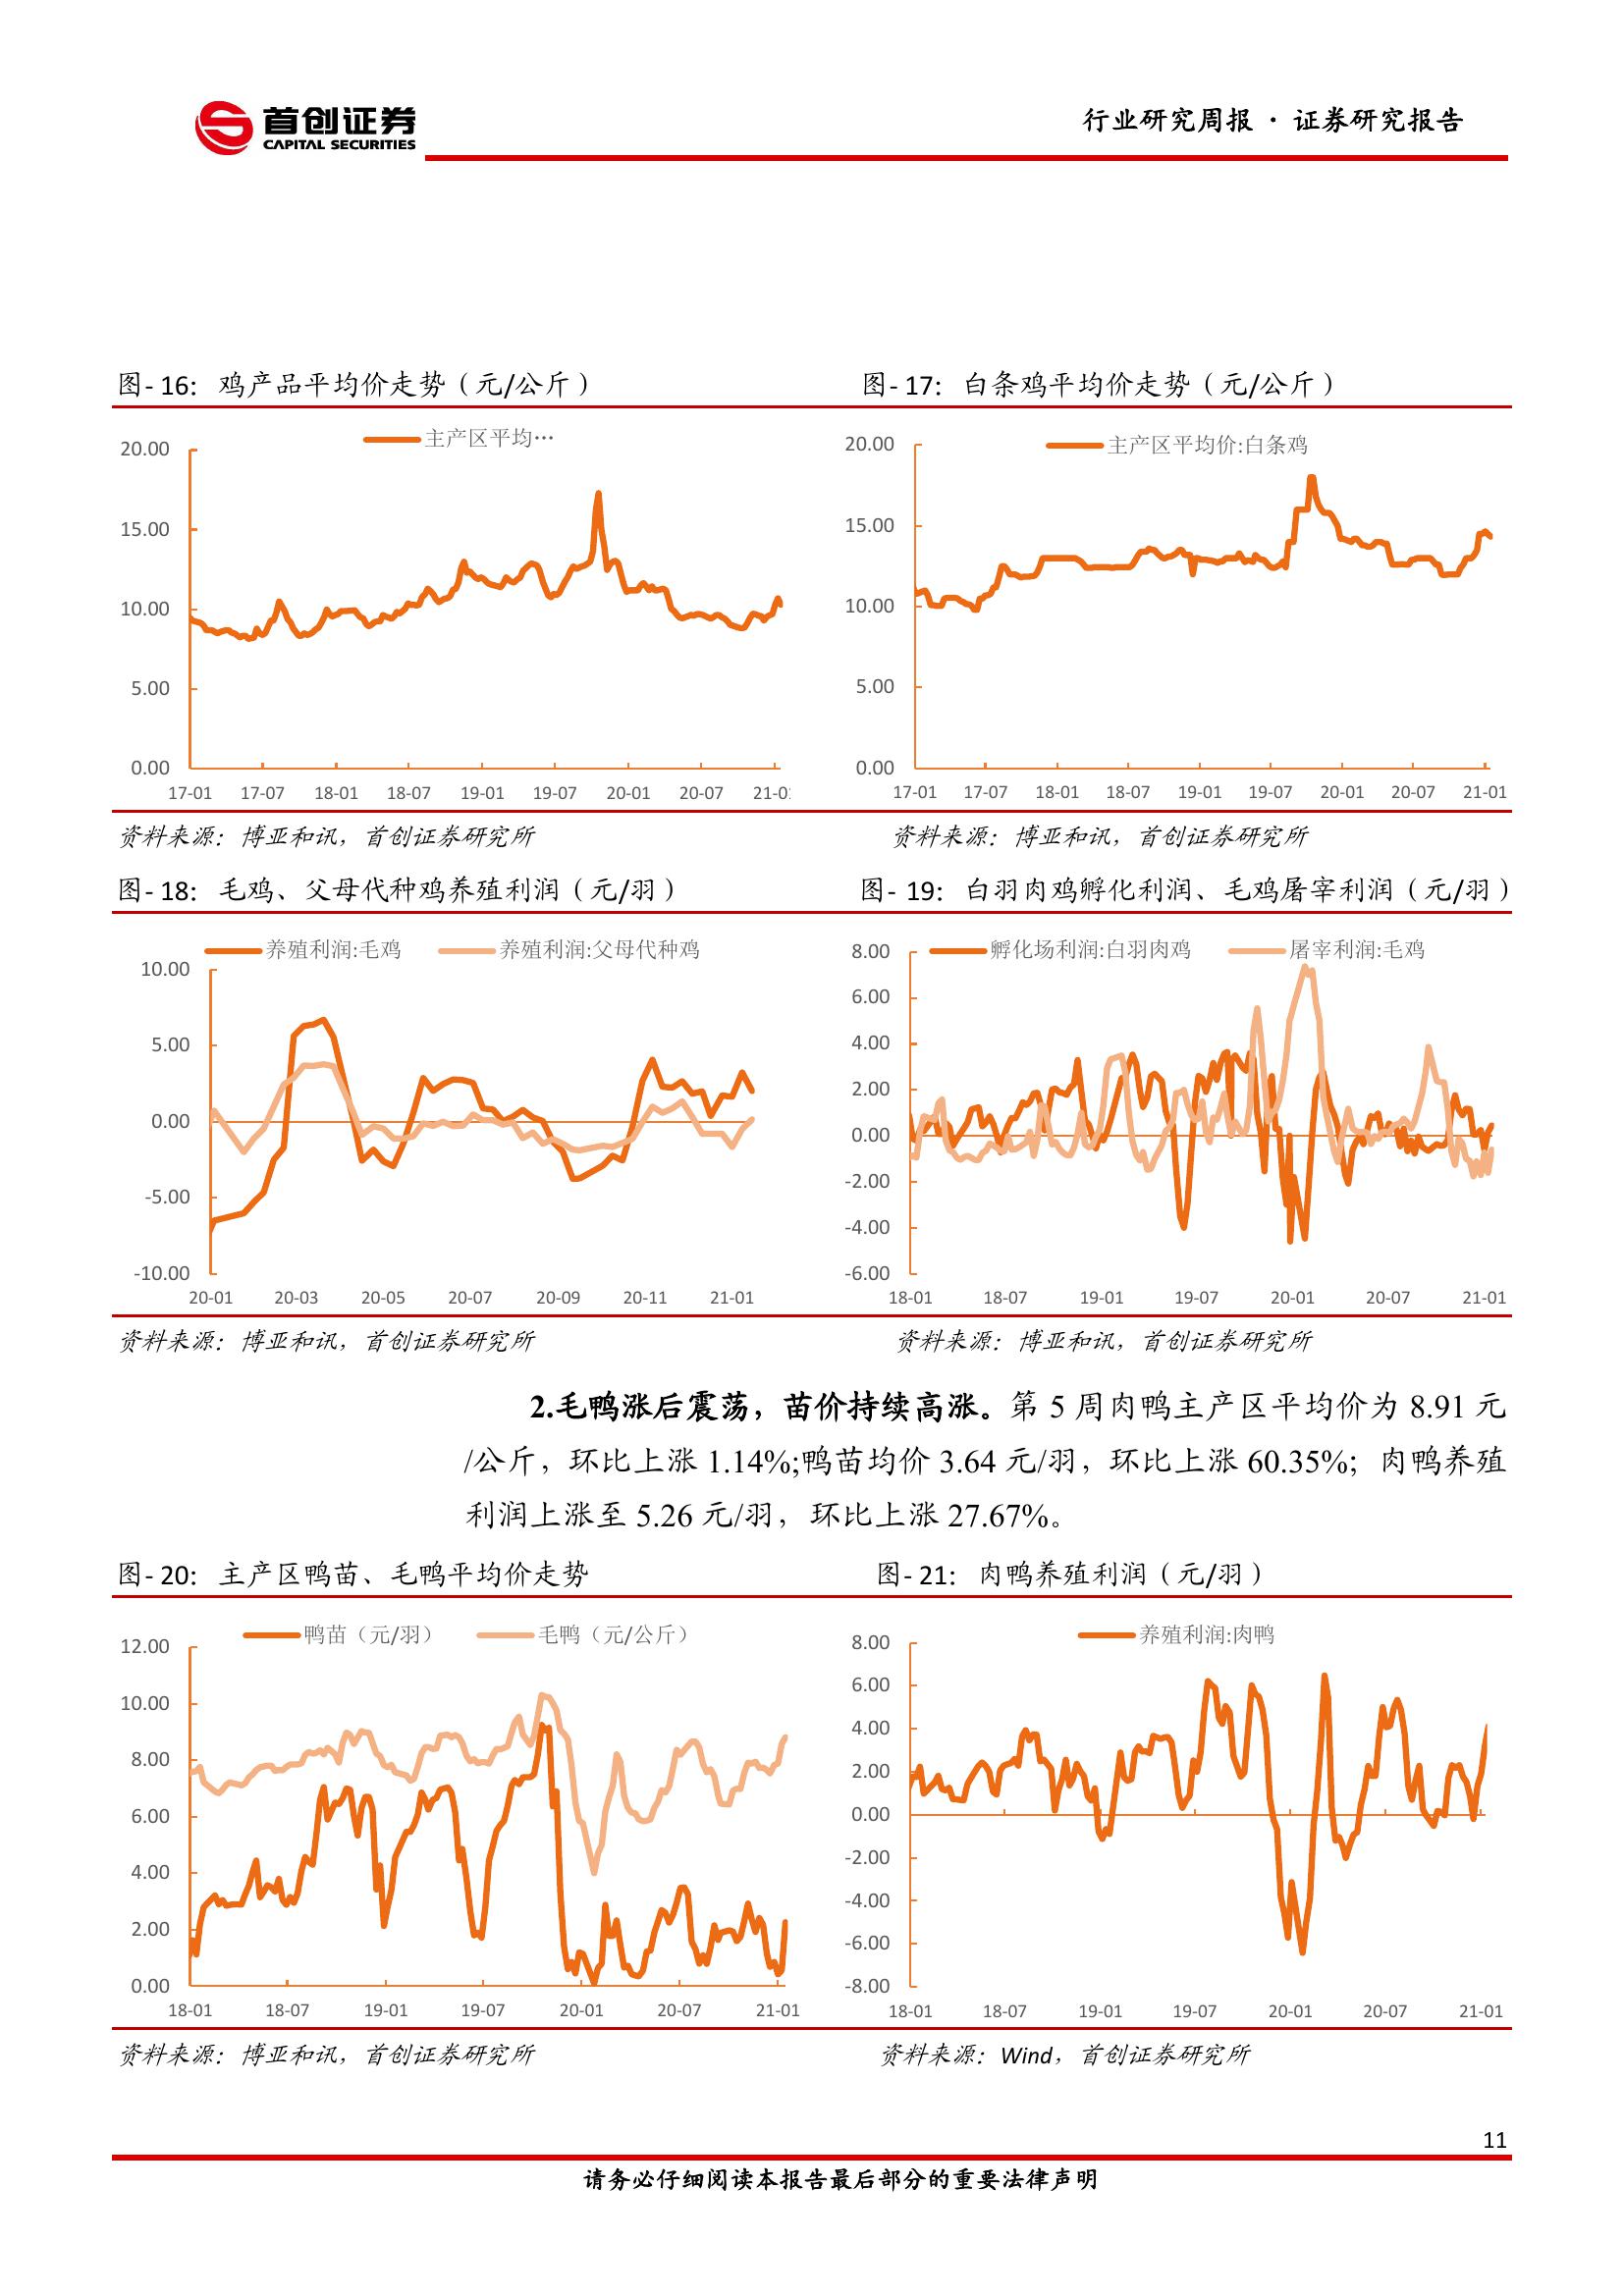 首创证券
CAPITAL SECURITIES
行业研究周报 · 证券研究报告
图- 16: 鸡产品平均价走势（元/公斤）
图- 17: 白条鸡平均价走势（元/公斤）
主产区平均…
20.00
15.00
10.00
5.00
0.00
17-01 17-07 18-01 18-07 19-01 19-07 20-01 20-07
主产区平均价:白条鸡
20.00
15.00
10.00
5.00
0.00
17-01 17-07 18-01 18-07 19-01 19-07 20-01 20-07 21-01
资料来源：博亚和讯，首创证券研究所
资料来源：博亚和讯，首创证券研究所
图- 18: 毛鸡、父母代种鸡养殖利润（元/羽）
图- 19: 白羽肉鸡孵化利润、毛鸡屠宰利润（元/羽）
养殖利润:毛鸡 养殖利润:父母代种鸡
10.00
5.00
0.00
-5.00
-10.00
20-01 20-03 20-05 20-07 20-09 20-11 21-01
孵化场利润:白羽肉鸡 屠宰利润:毛鸡
8.00
6.00
4.00
2.00
0.00
-2.00
-4.00
-6.00
18-01 18-07 19-01 19-07 20-01 20-07 21-01
资料来源：博亚和讯，首创证券研究所
资料来源：博亚和讯，首创证券研究所
2.毛鸭涨后震荡，苗价持续高涨。第 5 周肉鸭主产区平均价为 8.91 元
/公斤，环比上涨 1.14%;鸭苗均价 3.64 元/羽，环比上涨 60.35%；肉鸭养殖
利润上涨至 5.26 元/羽，环比上涨 27.67%。
图- 20: 主产区鸭苗、毛鸭平均价走势
图- 21: 肉鸭养殖利润（元/羽）
鸭苗（元/羽） 毛鸭（元/公斤）
12.00
10.00
8.00
6.00
4.00
2.00
0.00
18-01 18-07 19-01 19-07 20-01 20-07 21-01
养殖利润:肉鸭
8.00
6.00
4.00
2.00
0.00
-2.00
-4.00
-6.00
-8.00
18-01 18-07 19-01 19-07 20-01 20-07 21-01
资料来源：博亚和讯，首创证券研究所
资料来源：Wind，首创证券研究所
11
请务必仔细阅读本报告最后部分的重要法律声明